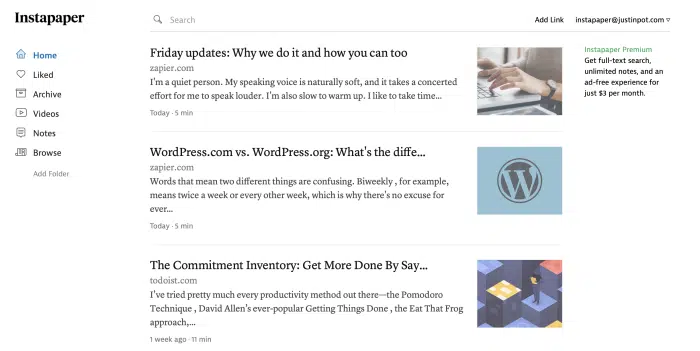 Instapaper
Search
Add Link
instapaper@justinpot.com
Home
Liked
Archive
Videos
Notes
Browse
Add Folder
Friday updates: Why we do it and how you can too
zapier.com
I'm a quiet person. My speaking voice is naturally soft, and it takes a concerted
effort for me to speak louder. I'm also slow to warm up. I like to take time...
Today · 5 min
WordPress.com vs. WordPress.org: What's the diffe...
zapier.com
Words that mean two different things are confusing. Biweekly , for example,
means twice a week or every other week, which is why there's no excuse for
ever...
Today · 5 min
The Commitment Inventory: Get More Done By Say...
todoist.com
I've tried pretty much every productivity method out there—the Pomodoro
Technique , David Allen's ever-popular Getting Things Done , the Eat That Frog
approach,...
1 week ago · 11 min
Instapaper Premium
Get full-text search,
unlimited notes, and an
ad-free experience for
just $3 per month.